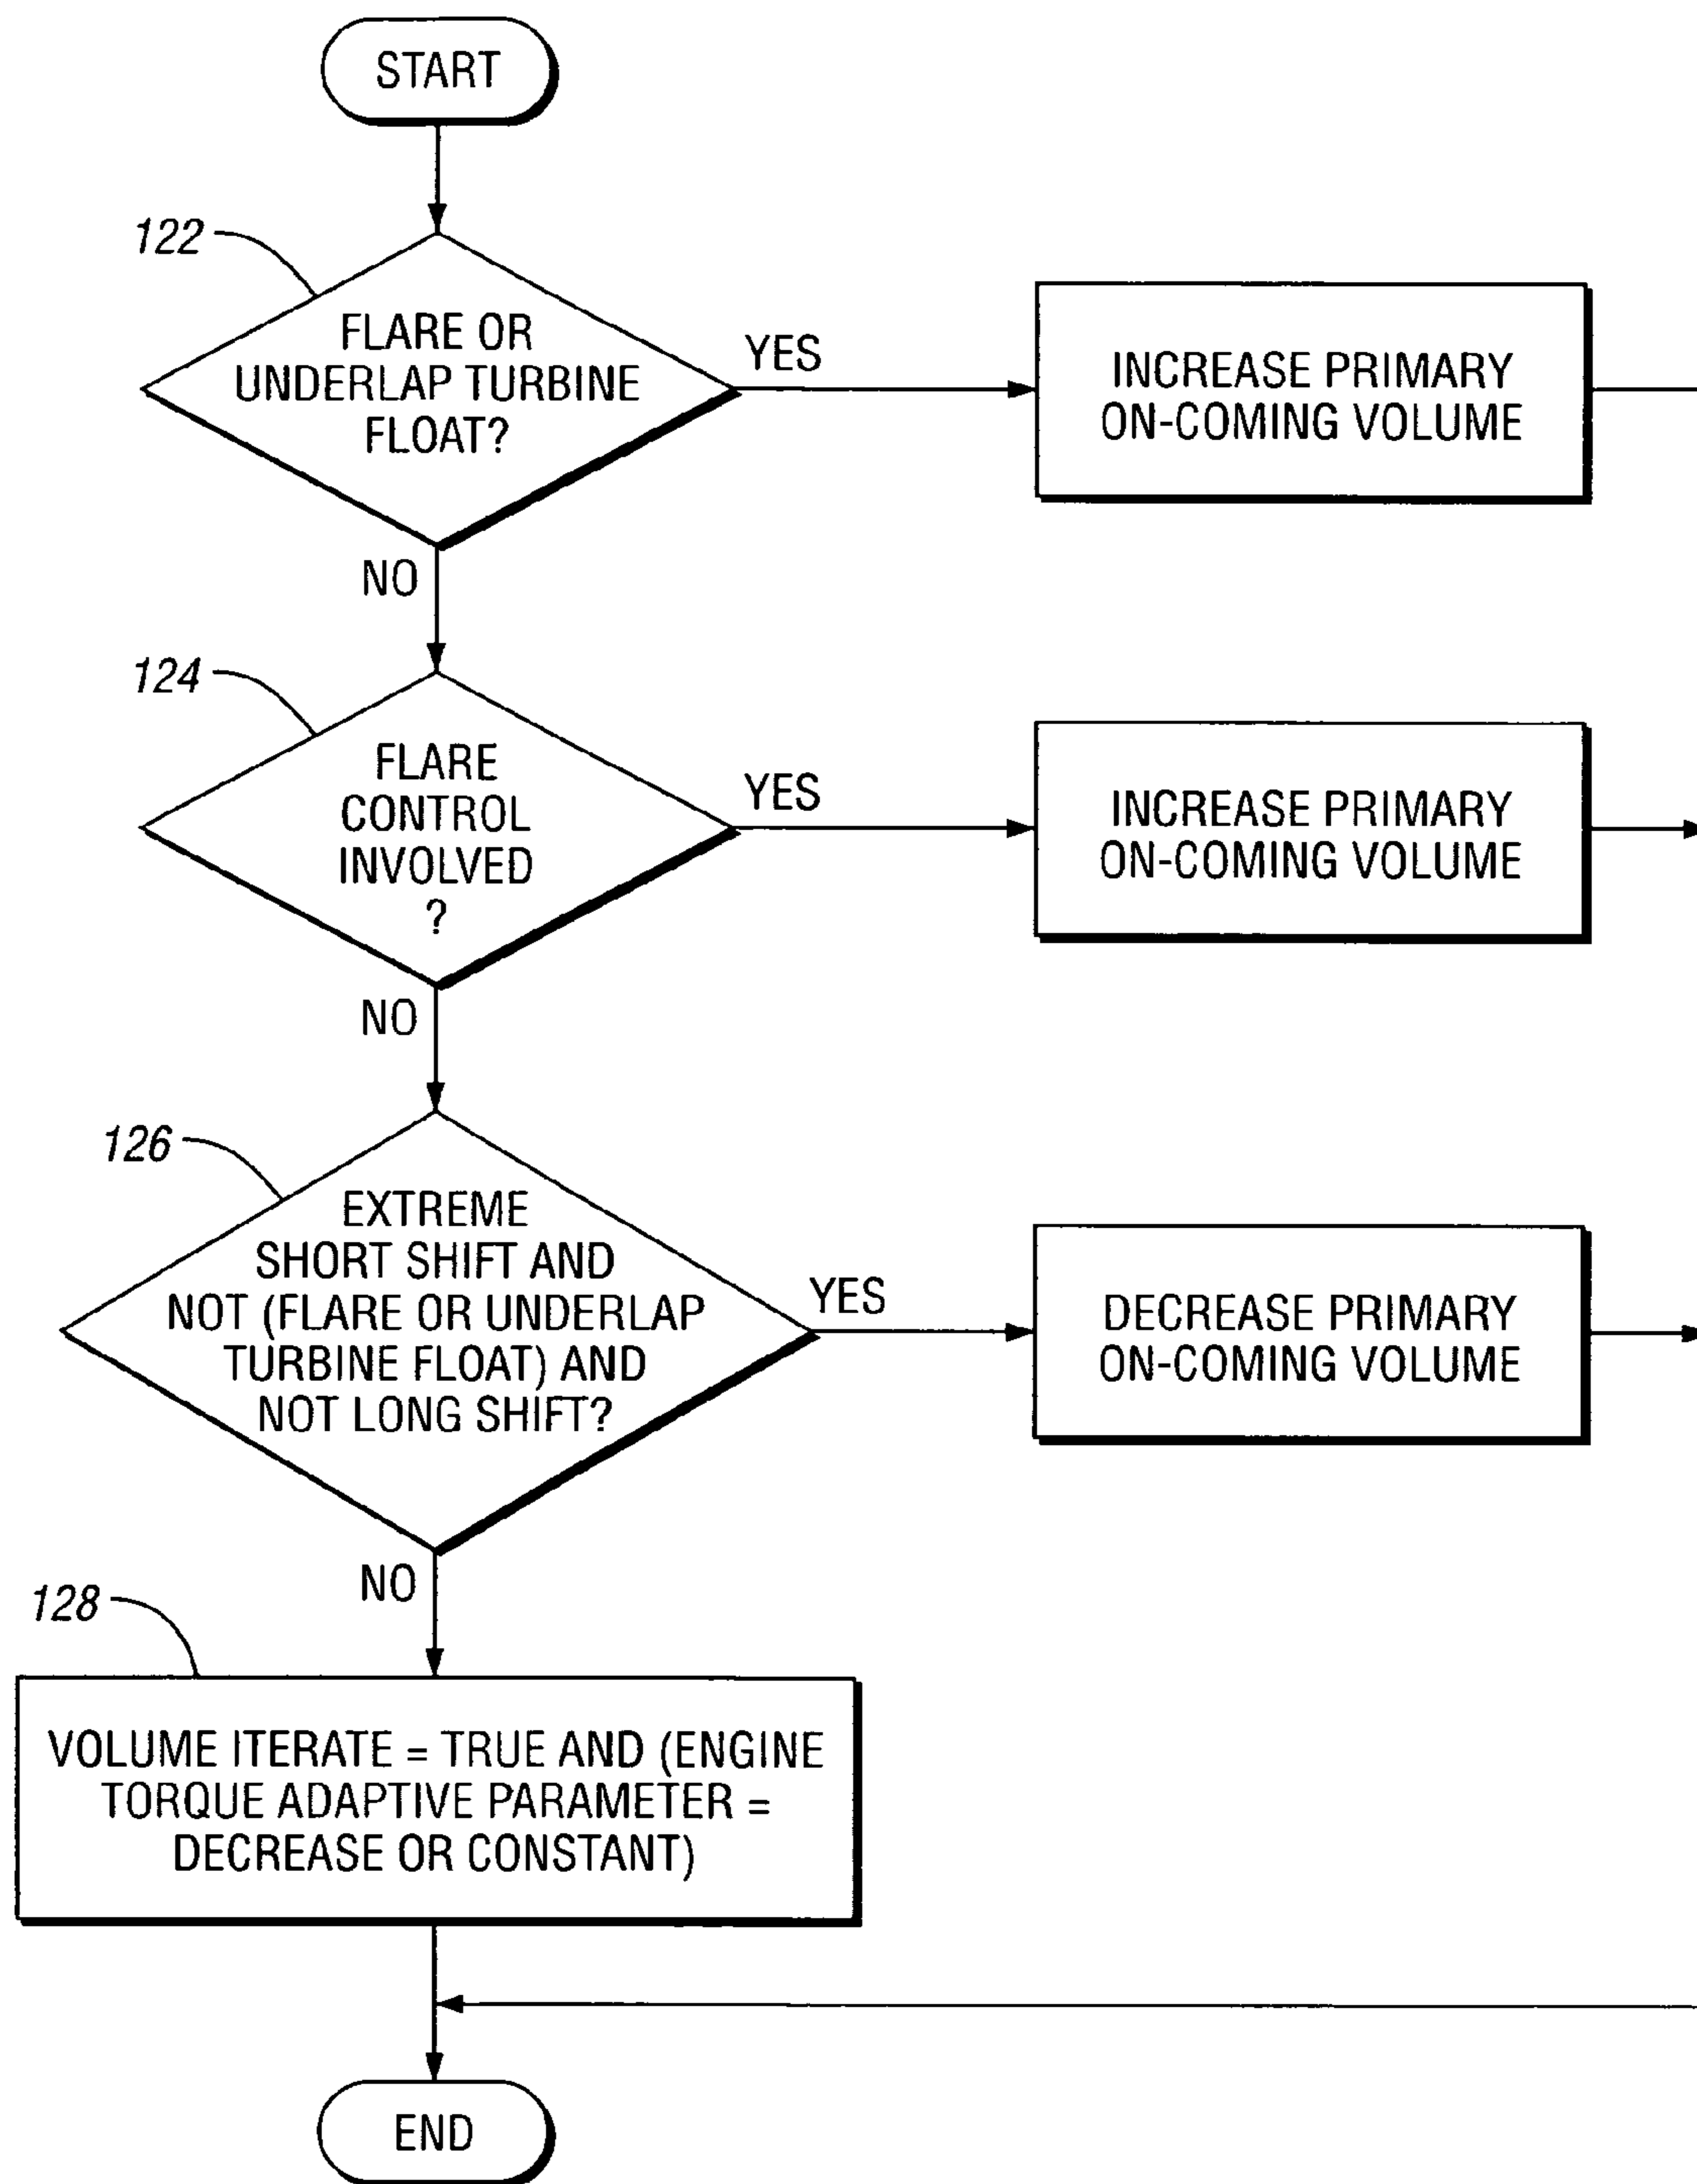 START
122
FLARE OR
UNDERLAP TURBINE
FLOAT?
YES
INCREASE PRIMARY
ON-COMING VOLUME
NO
124
FLARE
CONTROL
INVOLVED
?
YES
INCREASE PRIMARY
ON-COMING VOLUME
NO
126
EXTREME
SHORT SHIFT AND
NOT (FLARE OR UNDERLAP
TURBINE FLOAT) AND
NOT LONG SHIFT?
YES
DECREASE PRIMARY
ON-COMING VOLUME
NO
128
VOLUME ITERATE = TRUE AND (ENGINE
TORQUE ADAPTIVE PARAMETER =
DECREASE OR CONSTANT)
END